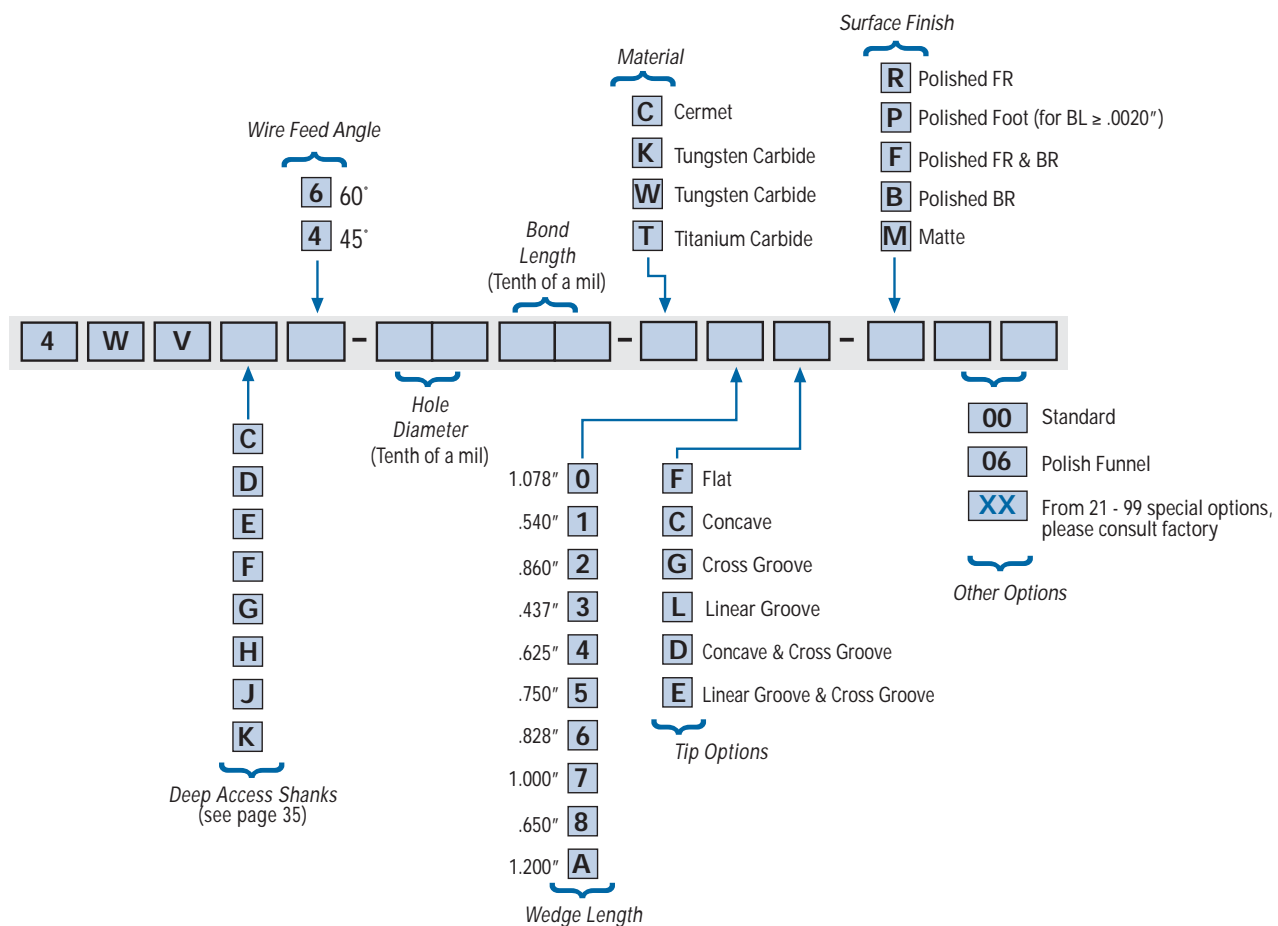 Surface Finish
R Polished FR
P Polished Foot (for BL ≥ .0020")
F Polished FR & BR
B Polished BR
M Matte
Material
C Cermet
K Tungsten Carbide
W Tungsten Carbide
T Titanium Carbide
Wire Feed Angle
6 60°
4 45°
Bond
Length
(Tenth of a mil)
4 W V - - -
Hole
Diameter
(Tenth of a mil)
C
D
E
F
G
H
J
K
Deep Access Shanks
(see page 35)
1.078" 0
.540" 1
.860" 2
.437" 3
.625" 4
.750" 5
.828" 6
1.000" 7
.650" 8
1.200" A
Wedge Length
F Flat
C Concave
G Cross Groove
L Linear Groove
D Concave & Cross Groove
E Linear Groove & Cross Groove
Tip Options
00 Standard
06 Polish Funnel
XX From 21 - 99 special options,
please consult factory
Other Options